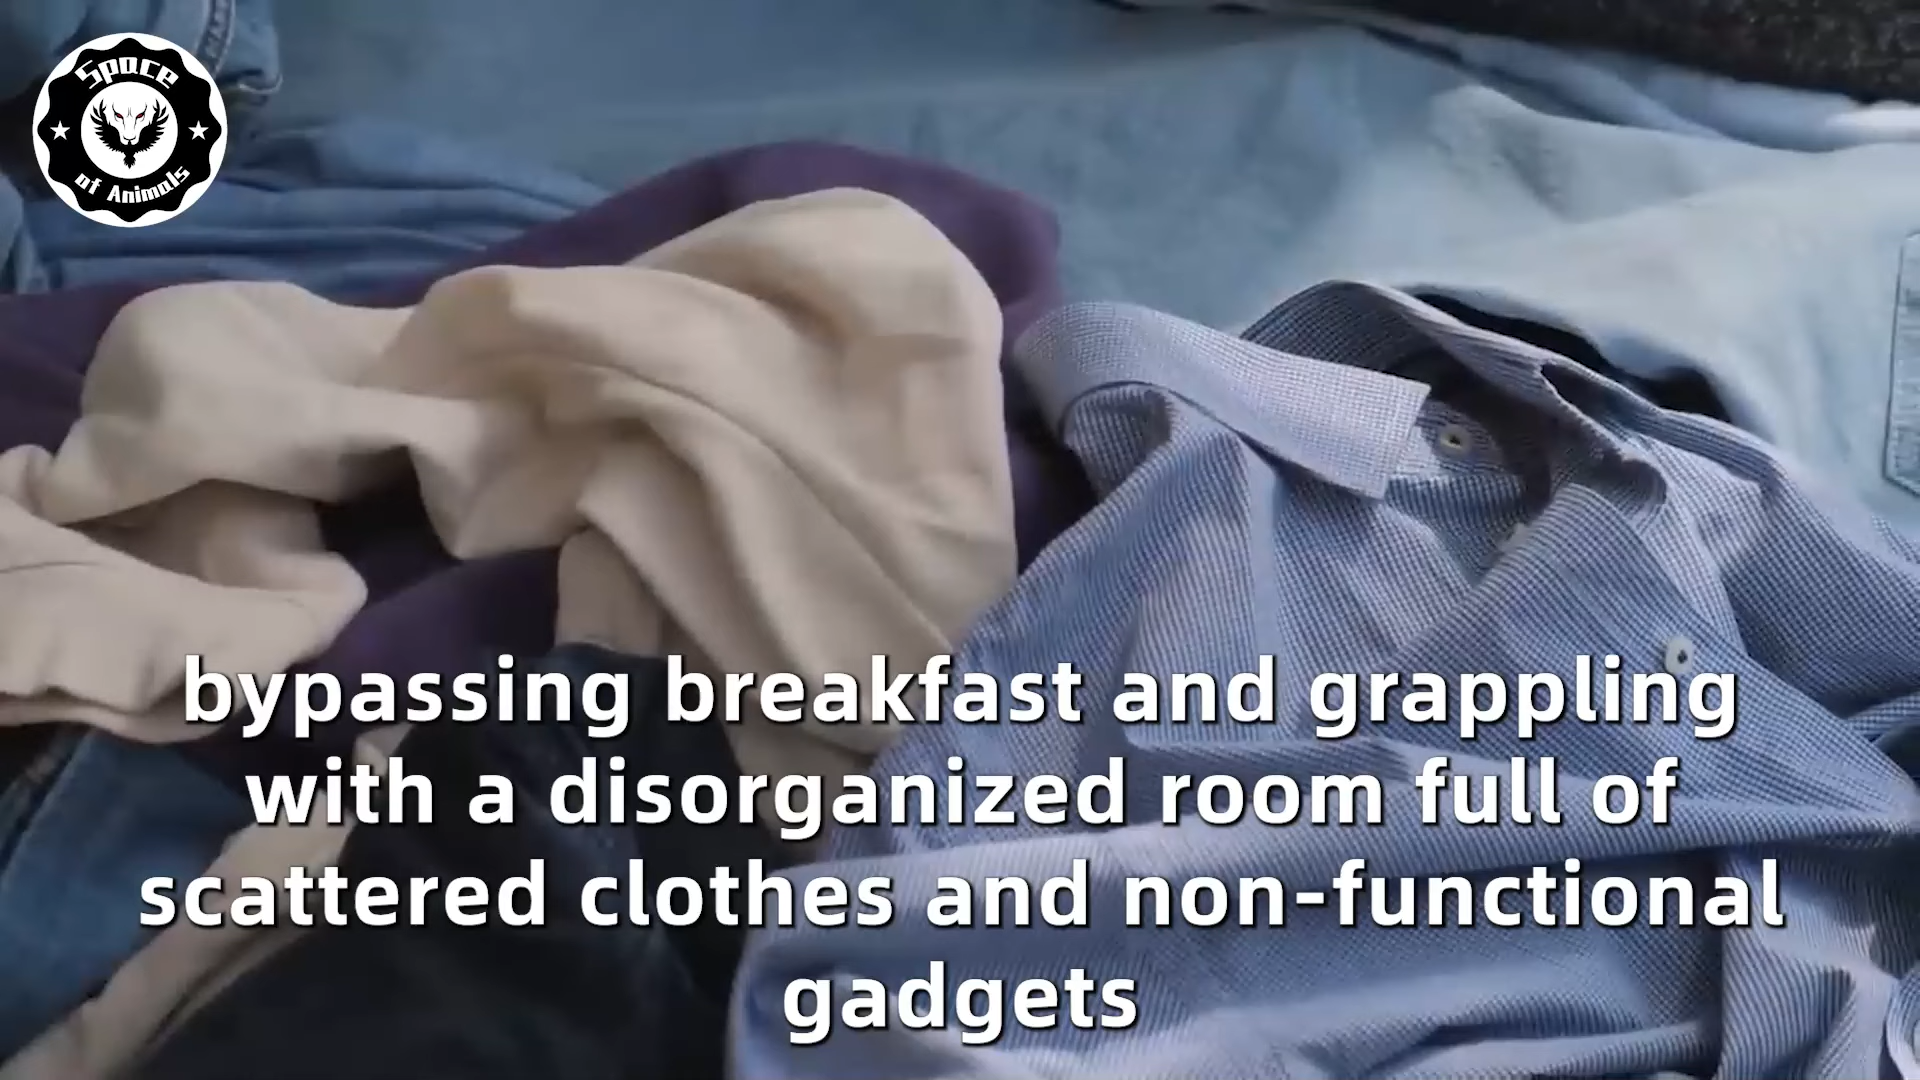 Space
of Animals
bypassing breakfast and grappling
with a disorganized room full of
scattered clothes and non-functional
gadgets